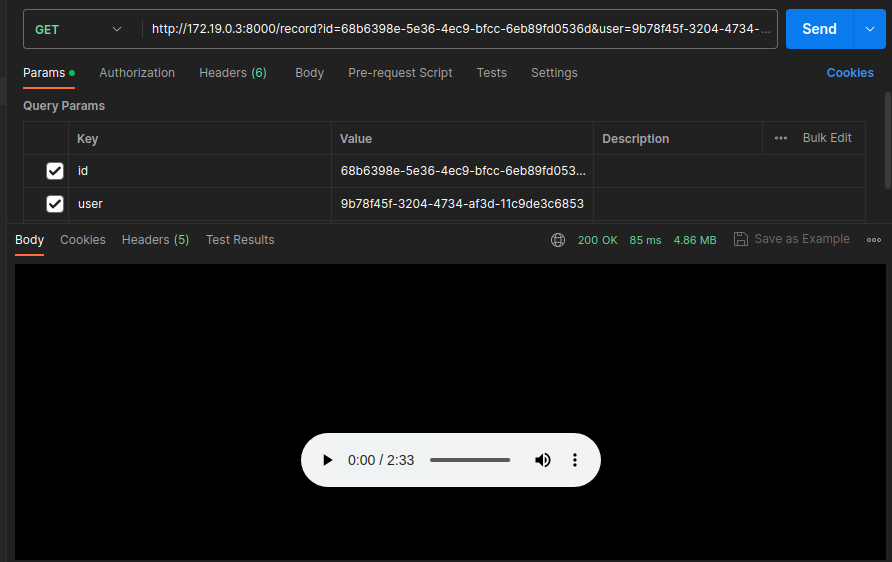 GET http://172.19.0.3:8000/record?id=68b6398e-5e36-4ec9-bfcc-6eb89fd0536d&user=9b78f45f-3204-4734-... Send
Params Authorization Headers (6) Body Pre-request Script Tests Settings Cookies
Query Params
Key Value Description ••• Bulk Edit
id 68b6398e-5e36-4ec9-bfcc-6eb89fd053...
user 9b78f45f-3204-4734-af3d-11c9de3c6853
Body Cookies Headers (5) Test Results 200 OK 85 ms 4.86 MB Save as Example
0:00 / 2:33